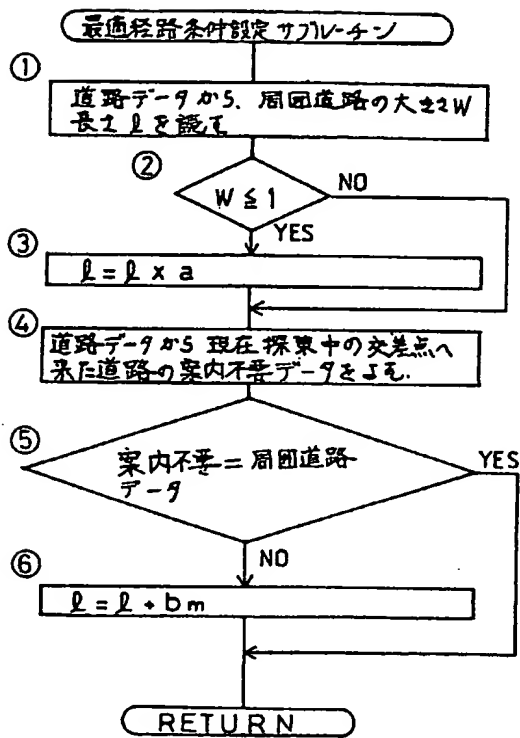 最適経路条件設定サブルーチン
①
道路データから、周囲道路の大きさW
長さℓを読む
②
W ≦ 1
NO
YES
③
ℓ = ℓ × a
④
道路データから現在探索中の交差点へ
来た道路の案内不要データをよむ.
⑤
案内不要 = 周囲道路
データ
YES
NO
⑥
ℓ = ℓ + bm
RETURN